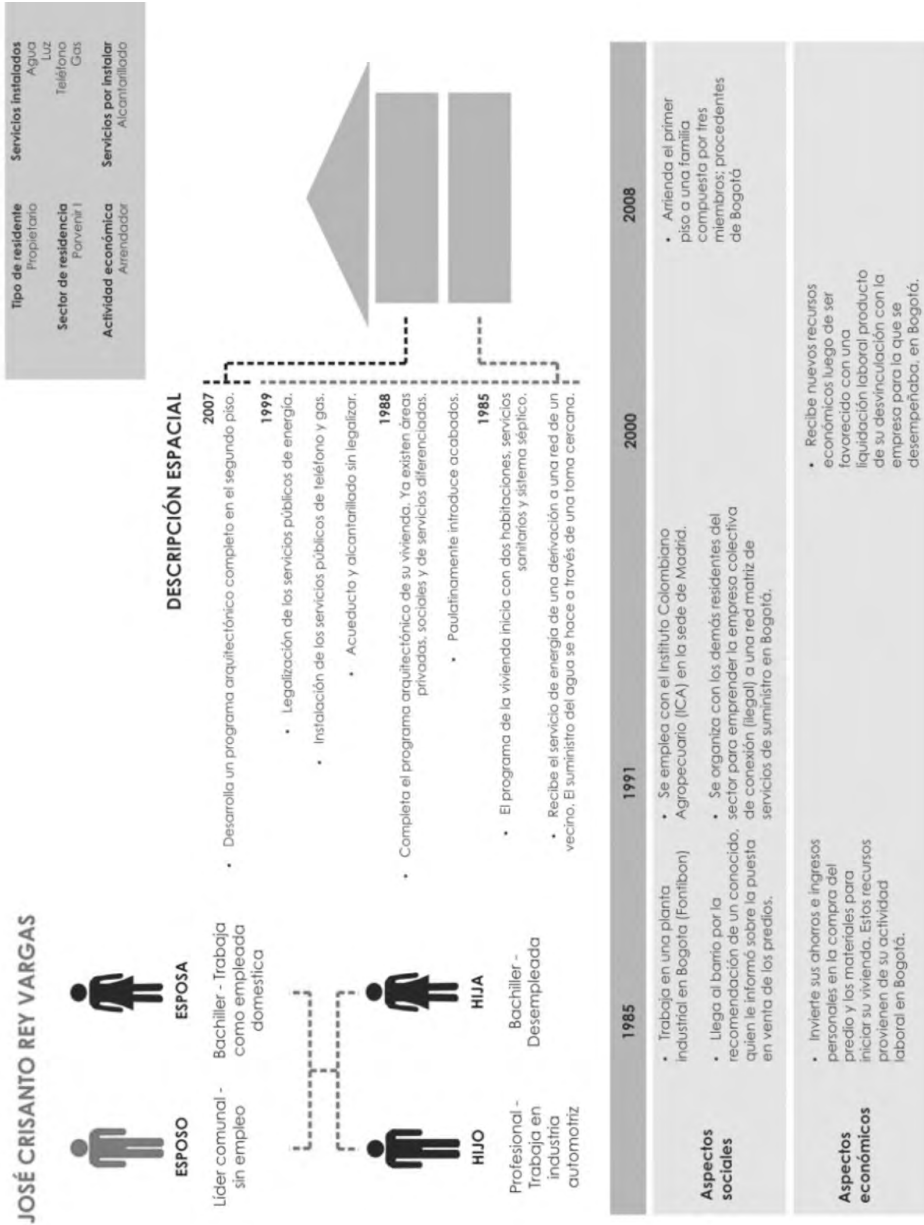 JOSÉ CRISANTO REY VARGAS
Tipo de residente
Propietario
Sector de residencia
Porvenir I
Actividad económica
Arrendador
Servicios instalados
Agua
Luz
Teléfono
Gas
Servicios por instalar
Alcantarillado
ESPOSO
Líder comunal -
sin empleo
ESPOSA
Bachiller - Trabaja
como empleada
domestica
HIJO
Profesional -
Trabaja en
industria
automotriz
HIJA
Bachiller -
Desempleada
DESCRIPCIÓN ESPACIAL
2007
• Desarrolla un programa arquitectónico completo en el segundo piso.
1999
• Legalización de los servicios públicos de energía.
• Instalación de los servicios públicos de teléfono y gas.
• Acueducto y alcantarillado sin legalizar.
1988
• Completa el programa arquitectónico de su vivienda. Ya existen áreas
privadas, sociales y de servicios diferenciadas.
• Paulatinamente introduce acabados.
1985
• El programa de la vivienda inicia con dos habitaciones, servicios
sanitarios y sistema séptico.
• Recibe el servicio de energía de una derivación a una red de un
vecino. El suministro del agua se hace a través de una toma cercana.
1985
1991
2000
2008
Aspectos
sociales
• Trabaja en una planta
industrial en Bogota (Fontibon)
• Llega al barrio por la
recomendación de un conocido,
quien le informó sobre la puesta
en venta de los predios.
• Se emplea con el Instituto Colombiano
Agropecuario (ICA) en la sede de Madrid.
• Se organiza con los demás residentes del
sector para emprender la empresa colectiva
de conexión (ilegal) a una red matriz de
servicios de suministro en Bogotá.
• Arrienda el primer
piso a una familia
compuesta por tres
miembros; procedentes
de Bogotá
Aspectos
económicos
• Invierte sus ahorros e ingresos
personales en la compra del
predio y los materiales para
iniciar su vivienda. Estos recursos
provienen de su actividad
laboral en Bogotá.
• Recibe nuevos recursos
económicos luego de ser
favorecido con una
liquidación laboral producto
de su desvinculación con la
empresa para la que se
desempeñaba, en Bogotá.